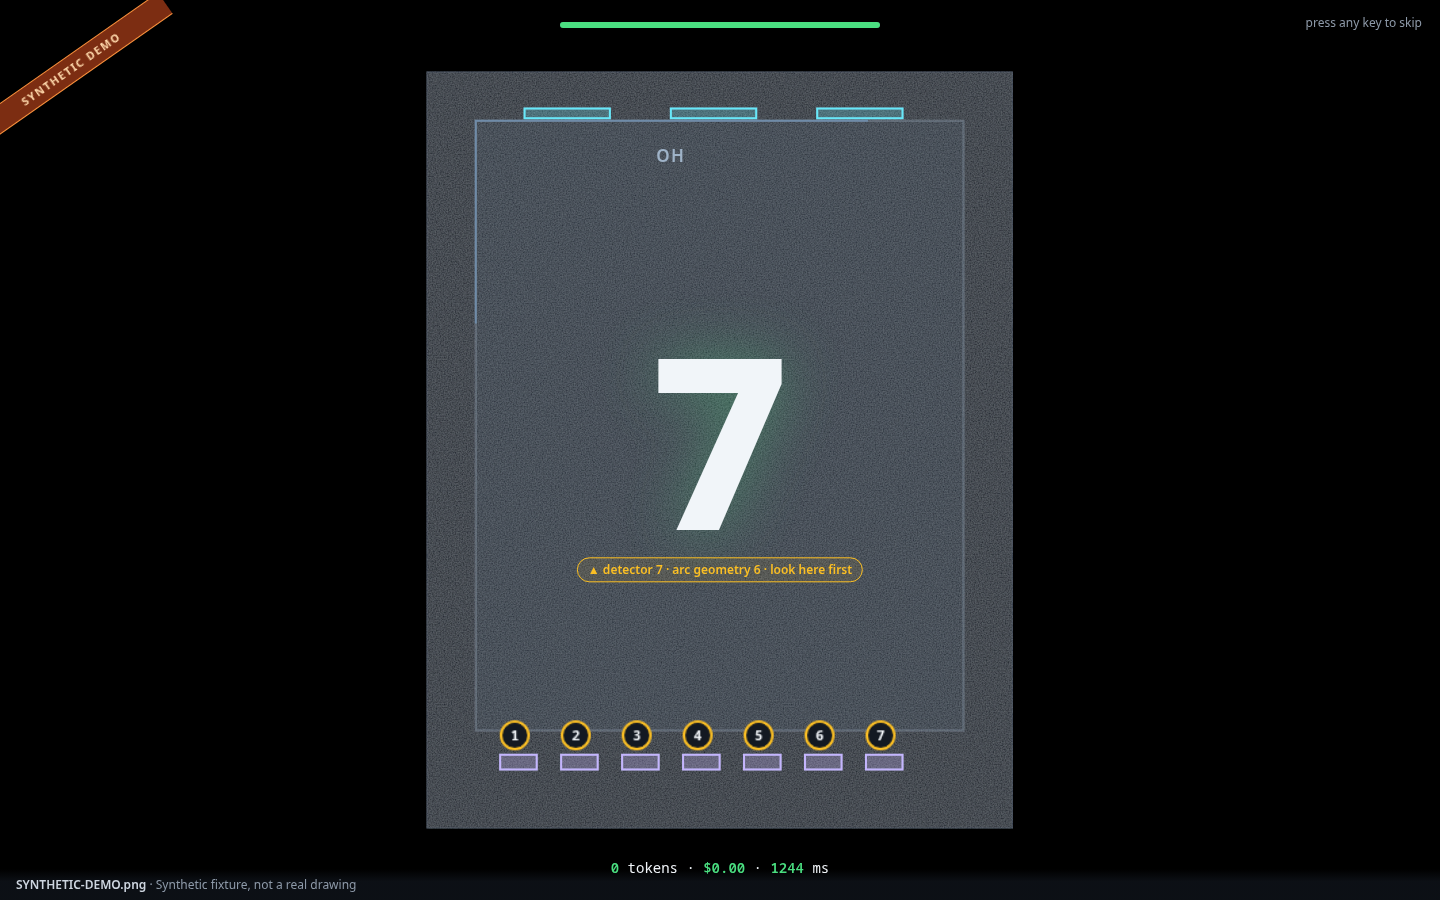 SYNTHETIC DEMO
press any key to skip
OH
7
▲ detector 7 · arc geometry 6 · look here first
1 2 3 4 5 6 7
0 tokens · $0.00 · 1244 ms
SYNTHETIC-DEMO.png · Synthetic fixture, not a real drawing